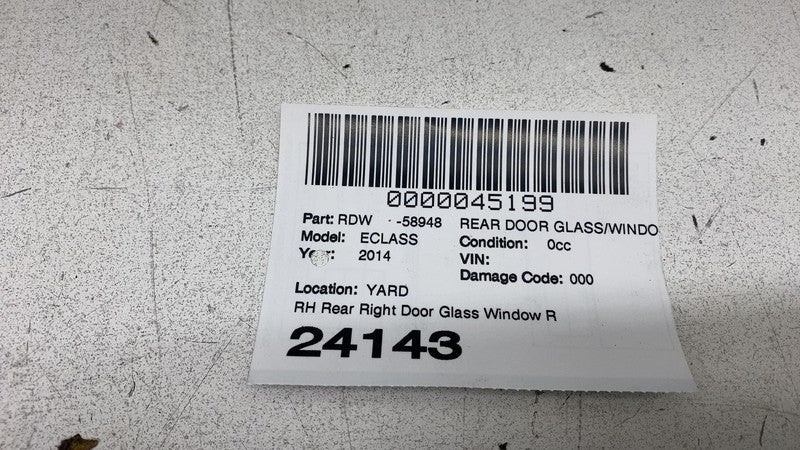 0000045199
Part: RDW - -58948 REAR DOOR GLASS/WINDO
Model: ECLASS Condition: 0cc
Year: 2014 VIN:
Damage Code: 000
Location: YARD
RH Rear Right Door Glass Window R
24143